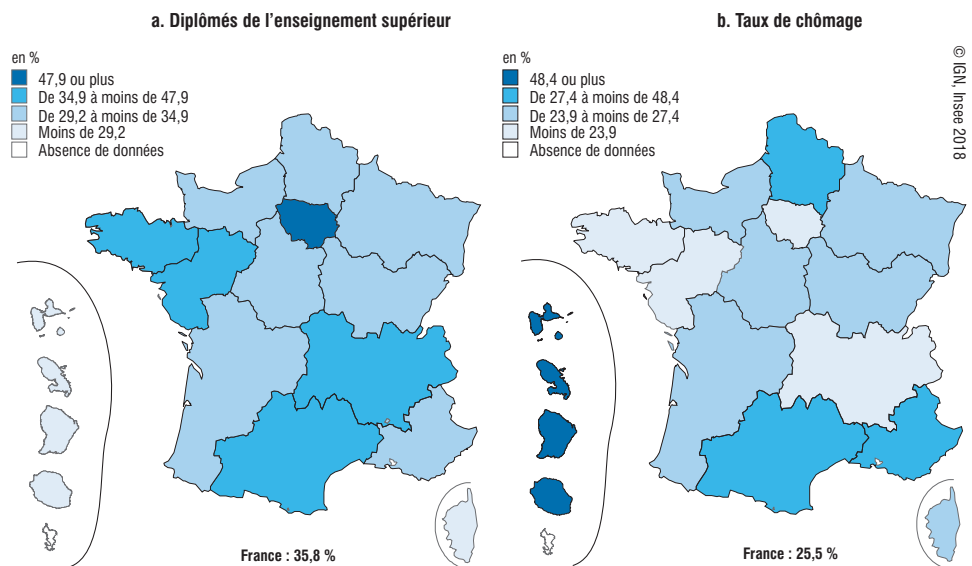 a. Diplômés de l'enseignement supérieur
en %
47,9 ou plus
De 34,9 à moins de 47,9
De 29,2 à moins de 34,9
Moins de 29,2
Absence de données
France : 35,8 %
b. Taux de chômage
en %
48,4 ou plus
De 27,4 à moins de 48,4
De 23,9 à moins de 27,4
Moins de 23,9
Absence de données
France : 25,5 %
© IGN, Insee 2018